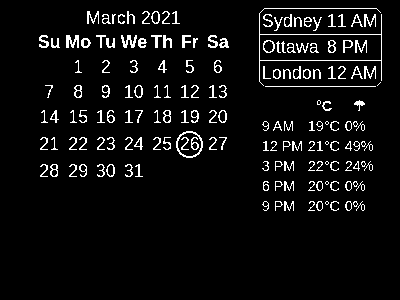 March 2021
Su Mo Tu We Th Fr Sa
1 2 3 4 5 6
7 8 9 10 11 12 13
14 15 16 17 18 19 20
21 22 23 24 25 26 27
28 29 30 31
Sydney 11 AM
Ottawa 8 PM
London 12 AM
°C ☂
9 AM 19°C 0%
12 PM 21°C 49%
3 PM 22°C 24%
6 PM 20°C 0%
9 PM 20°C 0%